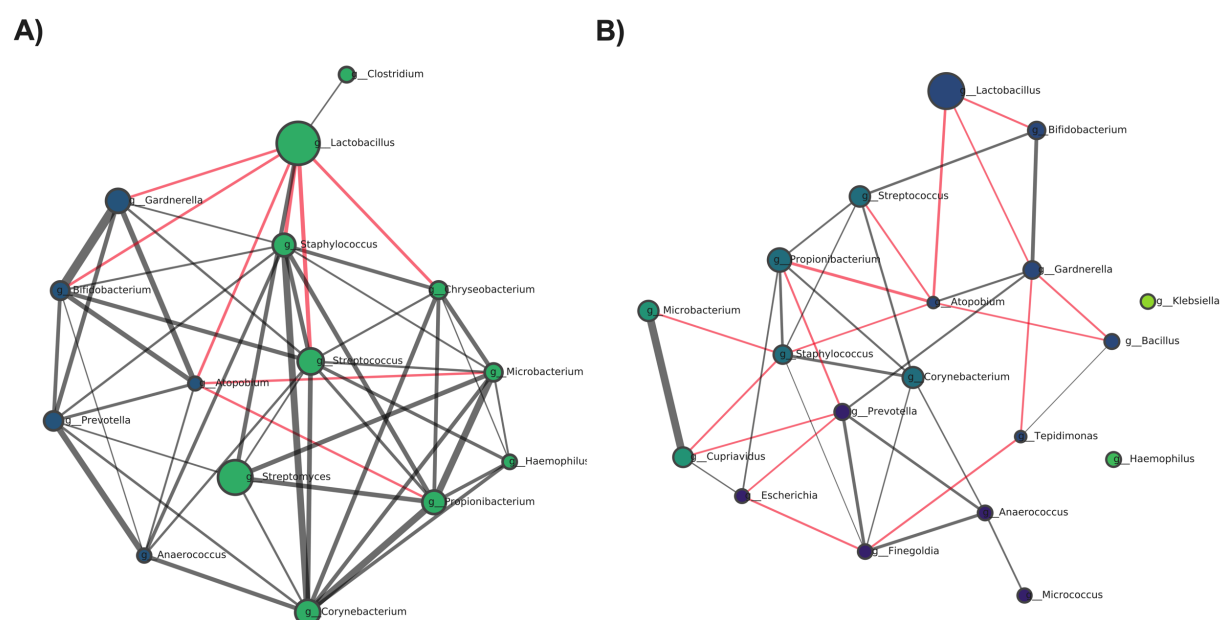 A)
g__Clostridium
g__Lactobacillus
g__Gardnerella
g__Staphylococcus
g__Bifidobacterium
g__Chryseobacterium
g__Streptococcus
g__Microbacterium
g__Atopobium
g__Prevotella
g__Haemophilus
g__Streptomyces
g__Propionibacterium
g__Anaerococcus
g__Corynebacterium
B)
g__Lactobacillus
g__Bifidobacterium
g__Streptococcus
g__Propionibacterium
g__Gardnerella
g__Atopobium
g__Klebsiella
g__Microbacterium
g__Bacillus
g__Staphylococcus
g__Corynebacterium
g__Prevotella
g__Tepidimonas
g__Cupriavidus
g__Haemophilus
g__Escherichia
g__Anaerococcus
g__Finegoldia
g__Micrococcus